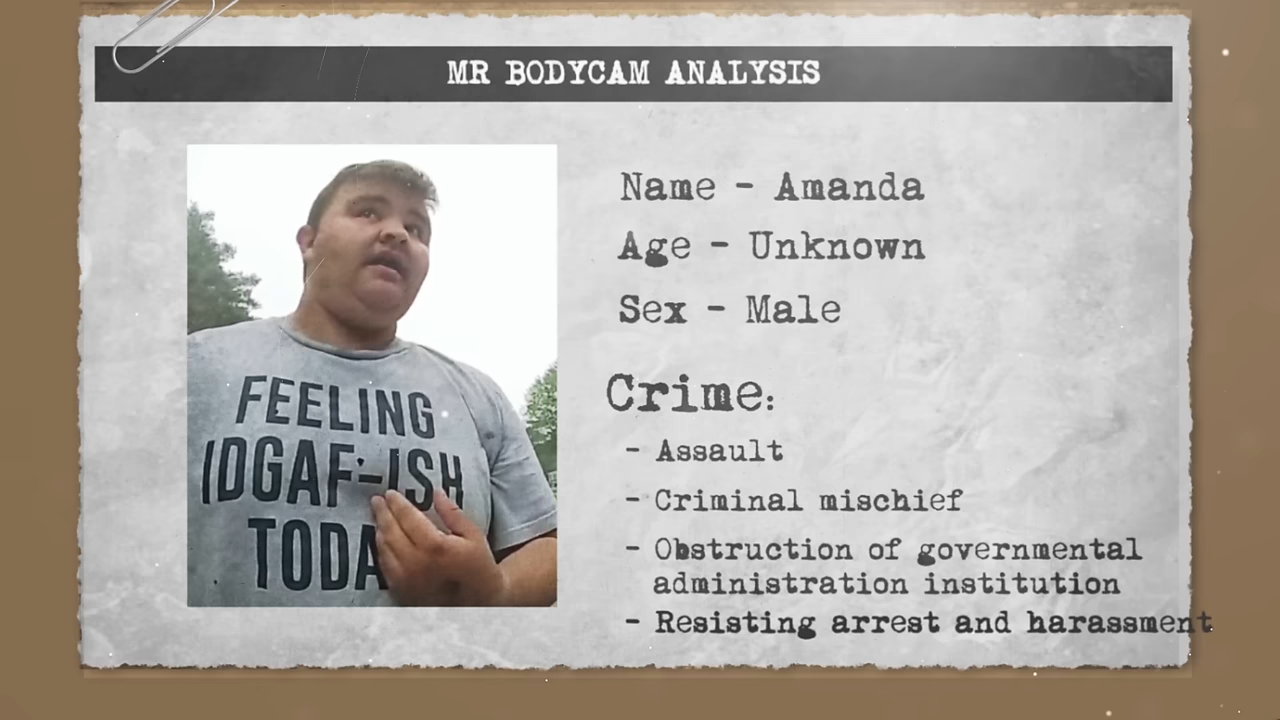 MR BODYCAM ANALYSIS
Name - Amanda
Age - Unknown
Sex - Male
Crime:
- Assault
- Criminal mischief
- Obstruction of governmental
administration institution
- Resisting arrest and harassment
FEELING
IDGAF-ISH
TODA